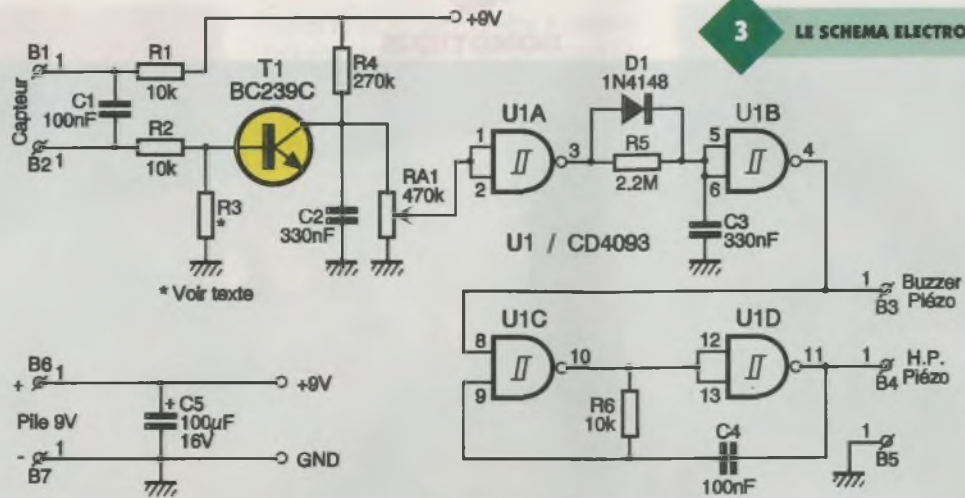 3 LE SCHEMA ELECTRO
+9V
B1
1
R1
10k
C1
100nF
Capteur
R2
10k
B2
1
T1
BC239C
R4
270k
R3
*
* Voir texte
C2
330nF
RA1
470k
U1A
1
2
3
D1
1N4148
R5
2.2M
U1B
5
6
4
C3
330nF
U1 / CD4093
1
B3
Buzzer
Piézo
U1C
8
9
10
U1D
12
13
11
1
B4
H.P.
Piézo
R6
10k
C4
100nF
1
B5
B6
1
+
Pile 9V
-
1
B7
+ C5
100µF
16V
+9V
GND